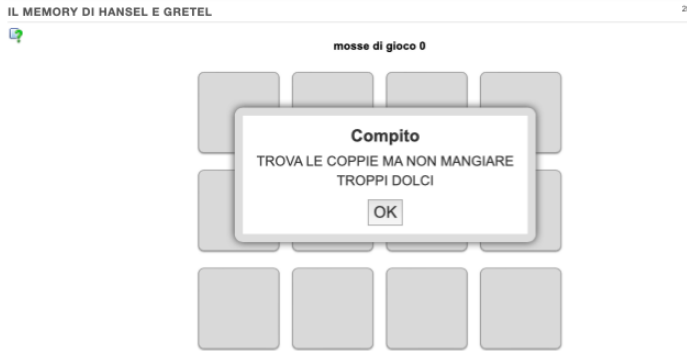 IL MEMORY DI HANSEL E GRETEL
mosse di gioco 0
Compito
TROVA LE COPPIE MA NON MANGIARE
TROPPI DOLCI
OK